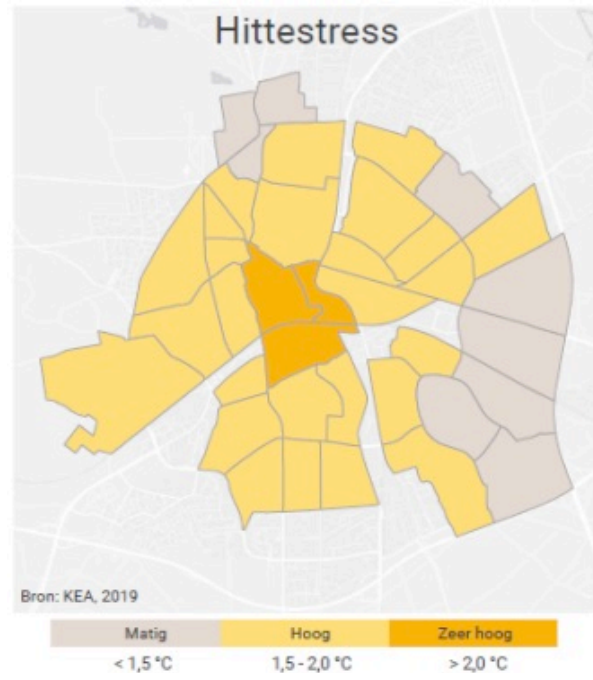 Hittestress
Bron: KEA, 2019
Matig Hoog Zeer hoog
< 1,5 °C 1,5 - 2,0 °C > 2,0 °C